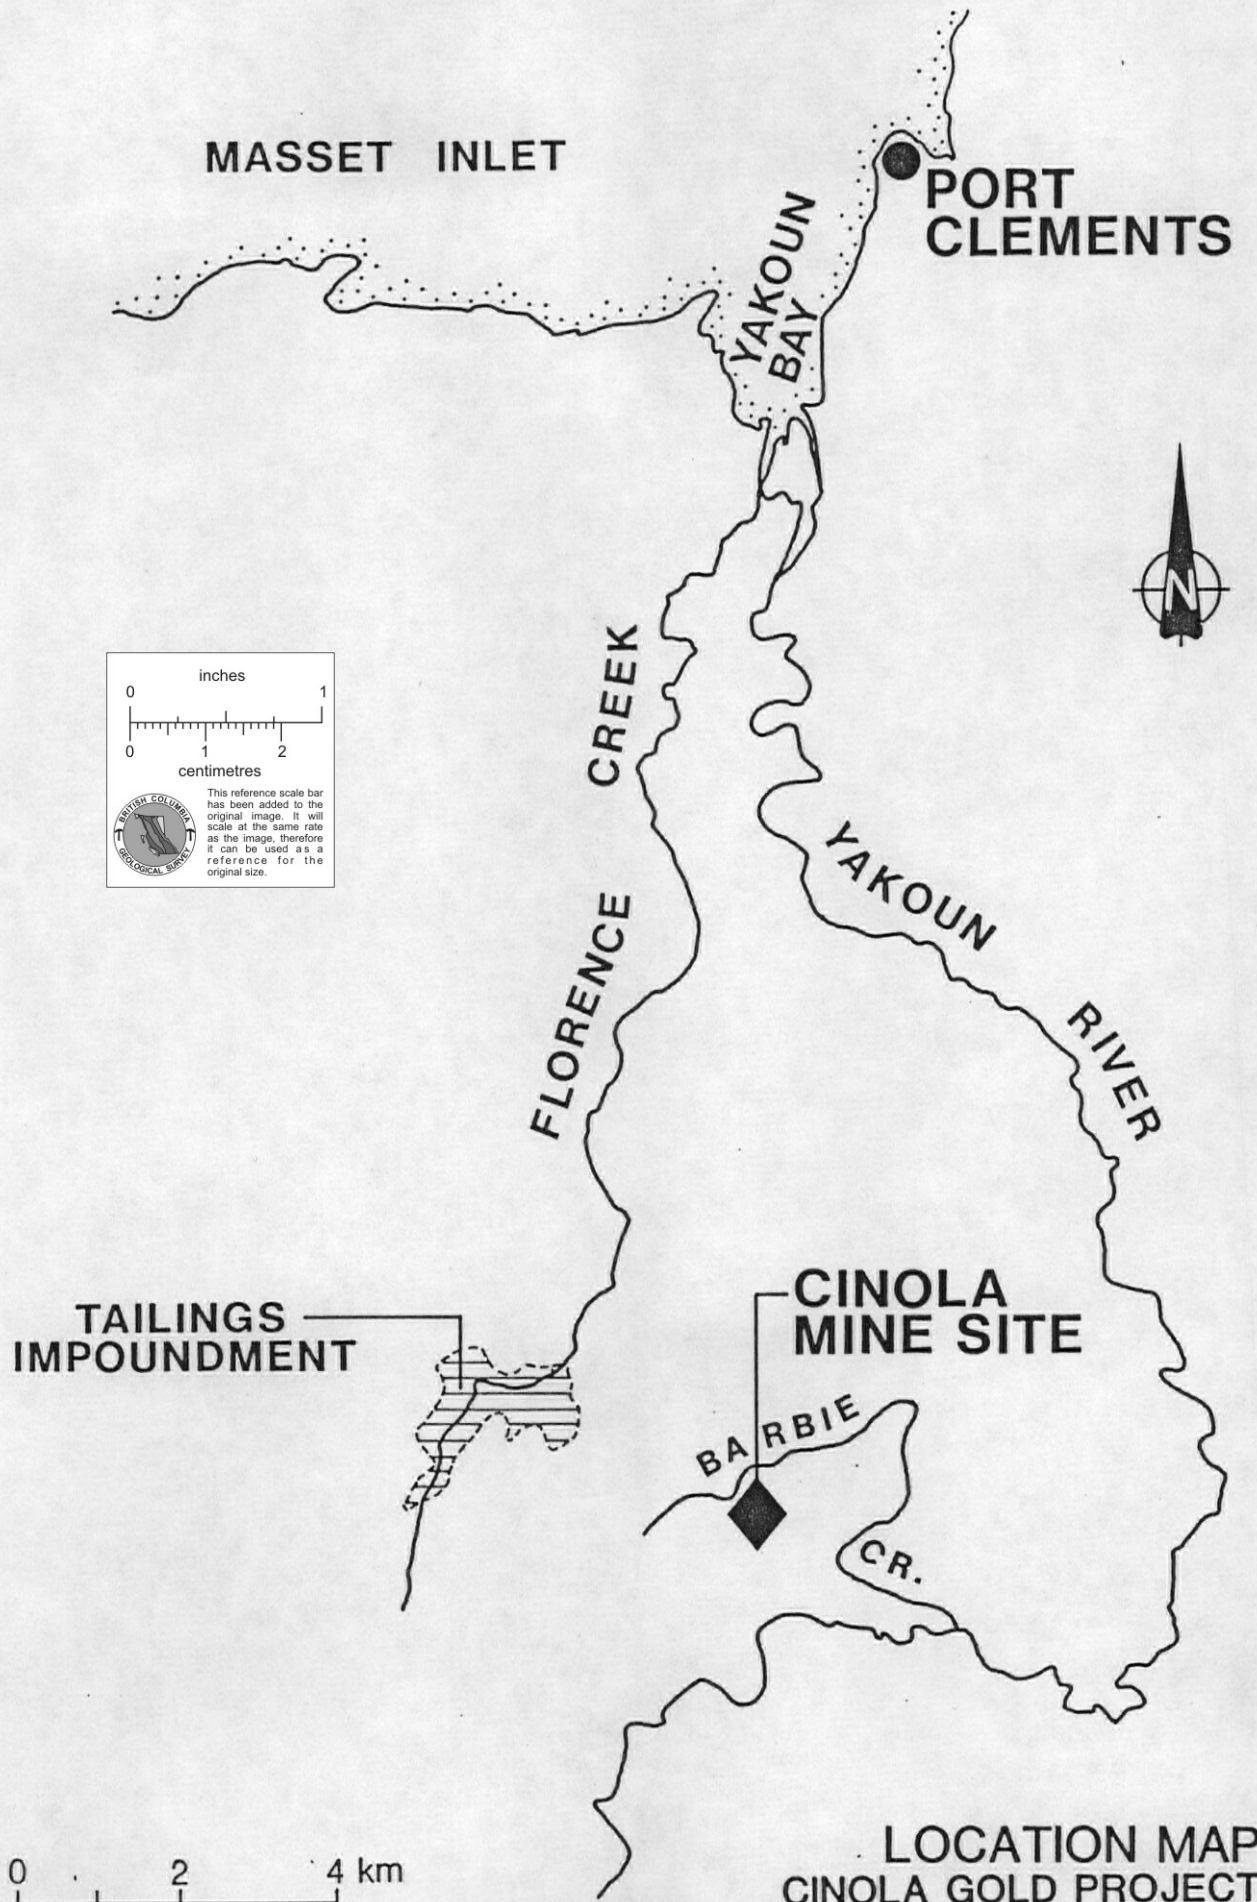 MASSET INLET
PORT
CLEMENTS
YAKOUN
BAY
N
CREEK
FLORENCE
inches
0 1
0 1 2
centimetres
BRITISH COLUMBIA
GEOLOGICAL SURVEY
This reference scale bar
has been added to the
original image. It will
scale at the same rate
as the image, therefore
it can be used as a
reference for the
original size.
YAKOUN
RIVER
TAILINGS
IMPOUNDMENT
CINOLA
MINE SITE
BARBIE
CR.
0 2 4 km
LOCATION MAP
CINOLA GOLD PROJECT